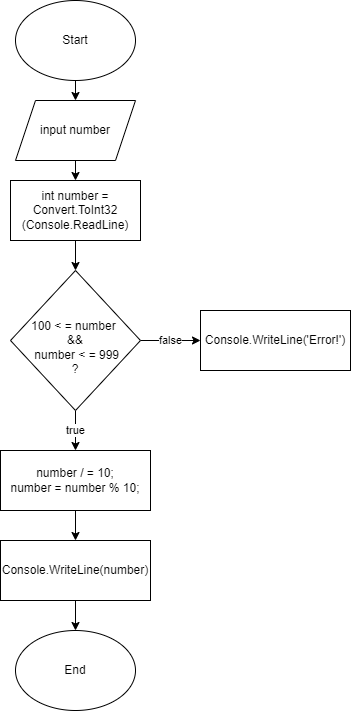 Start
input number
int number =
Convert.ToInt32
(Console.ReadLine)
100 < = number
&&
number < = 999
?
false
Console.WriteLine('Error!')
true
number / = 10;
number = number % 10;
Console.WriteLine(number)
End